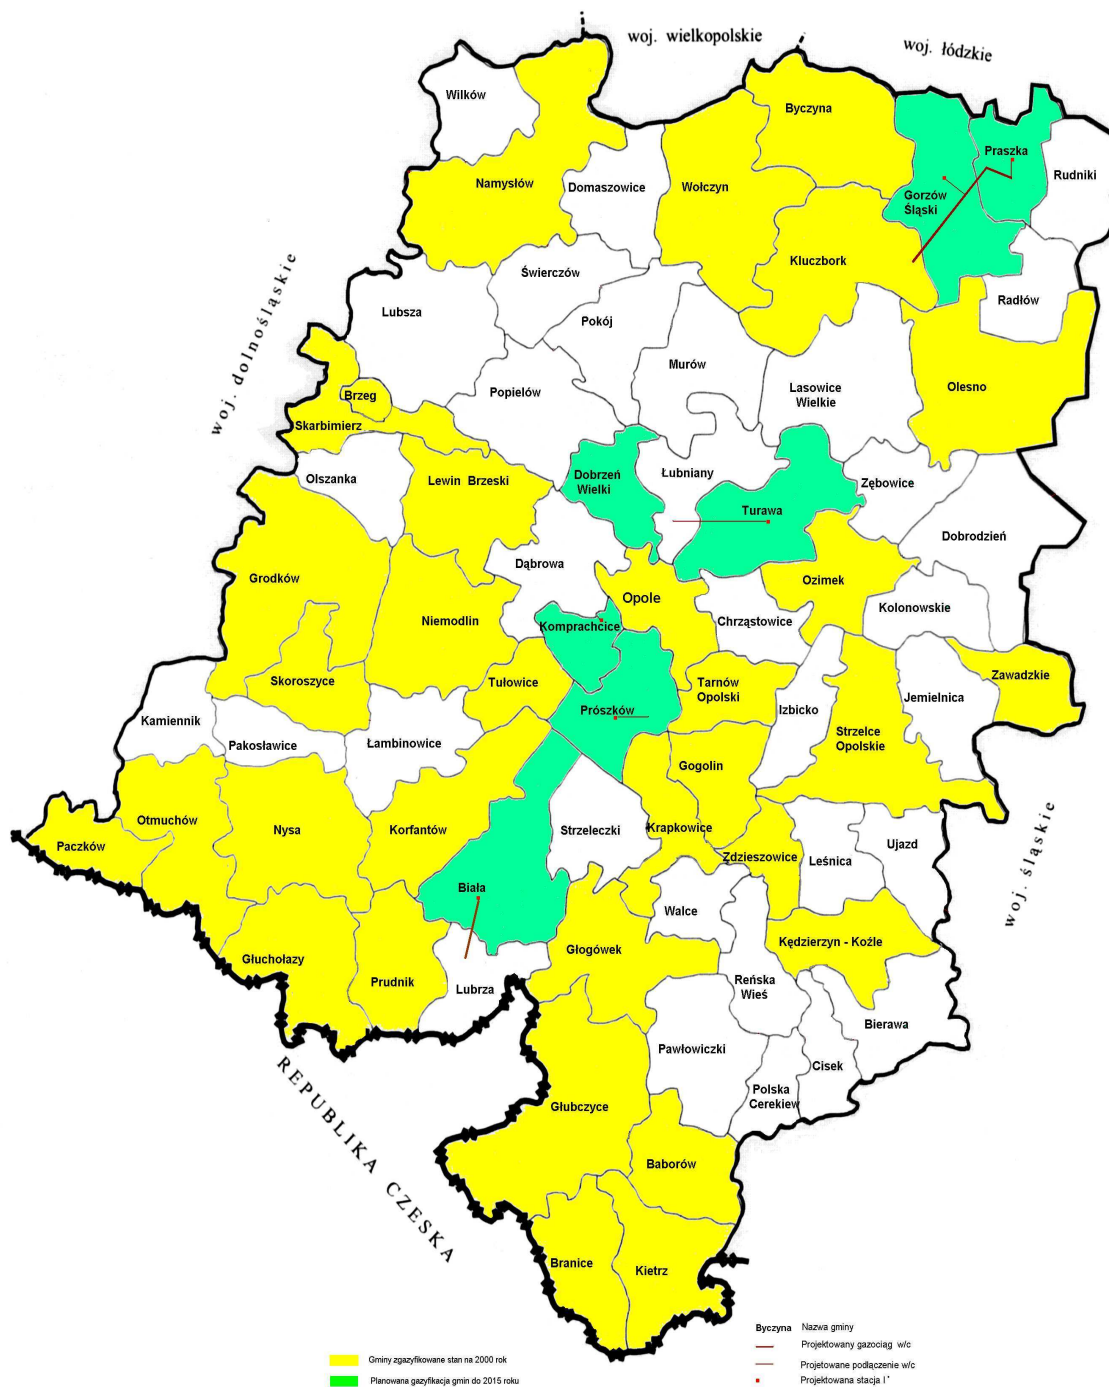 woj. wielkopolskie
woj. łódzkie
Wilków
Byczyna
Praszka
Rudniki
Namysłów
Domaszowice
Wołczyn
Gorzów
Śląski
Świerczów
Kluczbork
Radłów
Lubsza
Pokój
woj. dolnośląskie
Murów
Lasowice
Wielkie
Olesno
Popielów
Brzeg
Skarbimierz
Olszanka
Lewin Brzeski
Dobrzeń
Wielki
Łubniany
Turawa
Zębowice
Dobrodzień
Grodków
Dąbrowa
Ozimek
Opole
Kolonowskie
Niemodlin
Komprachcice
Chrząstowice
Skoroszyce
Tułowice
Tarnów
Opolski
Zawadzkie
Jemielnica
Izbicko
Prószków
Kamiennik
Pakosławice
Łambinowice
Strzelce
Opolskie
Gogolin
Otmuchów
Nysa
Korfantów
Strzeleczki
Krapkowice
Paczków
Zdzieszowice
Leśnica
Ujazd
woj. śląskie
Biała
Walce
Głuchołazy
Prudnik
Lubrza
Głogówek
Kędzierzyn - Koźle
Reńska
Wieś
Bierawa
Pawłowiczki
Cisek
Polska
Cerekiew
REPUBLIKA CZESKA
Głubczyce
Baborów
Branice
Kietrz
Byczyna Nazwa gminy
Projektowany gazociąg w/c
Projetowane podłączenie w/c
Projektowana stacja I°
Gminy zgazyfikowane stan na 2000 rok
Planowana gazyfikacja gmin do 2015 roku